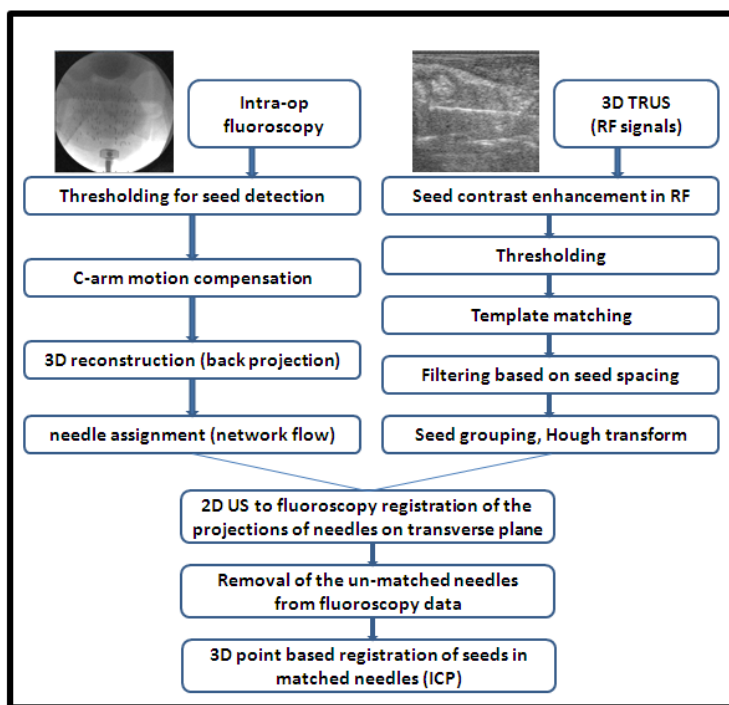 Intra-op
fluoroscopy
3D TRUS
(RF signals)
Thresholding for seed detection
Seed contrast enhancement in RF
Thresholding
C-arm motion compensation
Template matching
3D reconstruction (back projection)
Filtering based on seed spacing
needle assignment (network flow)
Seed grouping, Hough transform
2D US to fluoroscopy registration of the
projections of needles on transverse plane
Removal of the un-matched needles
from fluoroscopy data
3D point based registration of seeds in
matched needles (ICP)